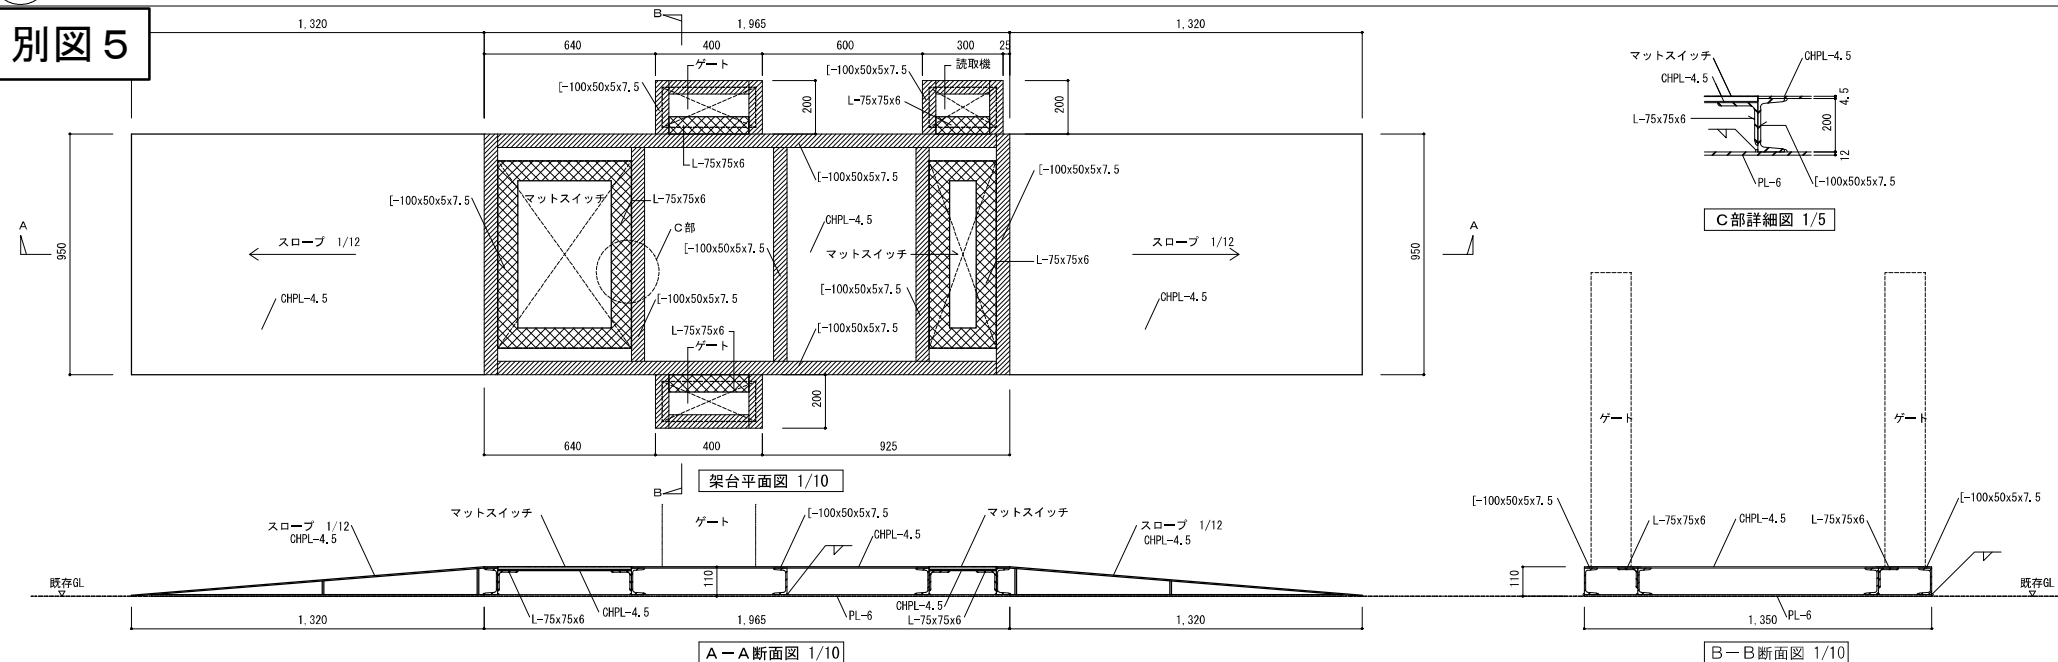 別図５
1,320
B
1,965
1,320
640
400
600
300
25
ゲート
読取機
[-100x50x5x7.5
[-100x50x5x7.5
200
L-75x75x6
200
L-75x75x6
[-100x50x5x7.5
[-100x50x5x7.5
[-100x50x5x7.5
マットスイッチ
L-75x75x6
A
950
スロープ 1/12
C部
CHPL-4.5
[-100x50x5x7.5
マットスイッチ
スロープ 1/12
950
A
L-75x75x6
CHPL-4.5
[-100x50x5x7.5
[-100x50x5x7.5
CHPL-4.5
L-75x75x6
[-100x50x5x7.5
ゲート
200
640
400
925
B
架台平面図 1/10
マットスイッチ
CHPL-4.5
CHPL-4.5
4.5
L-75x75x6
200
12
PL-6
[-100x50x5x7.5
C部詳細図 1/5
スロープ 1/12
CHPL-4.5
マットスイッチ
ゲート
[-100x50x5x7.5
CHPL-4.5
マットスイッチ
スロープ 1/12
CHPL-4.5
既存GL
110
L-75x75x6
CHPL-4.5
PL-6
CHPL-4.5
L-75x75x6
1,320
1,965
1,320
A－A断面図 1/10
ゲート
ゲート
[-100x50x5x7.5
L-75x75x6
CHPL-4.5
L-75x75x6
[-100x50x5x7.5
110
既存GL
PL-6
1,350
B－B断面図 1/10